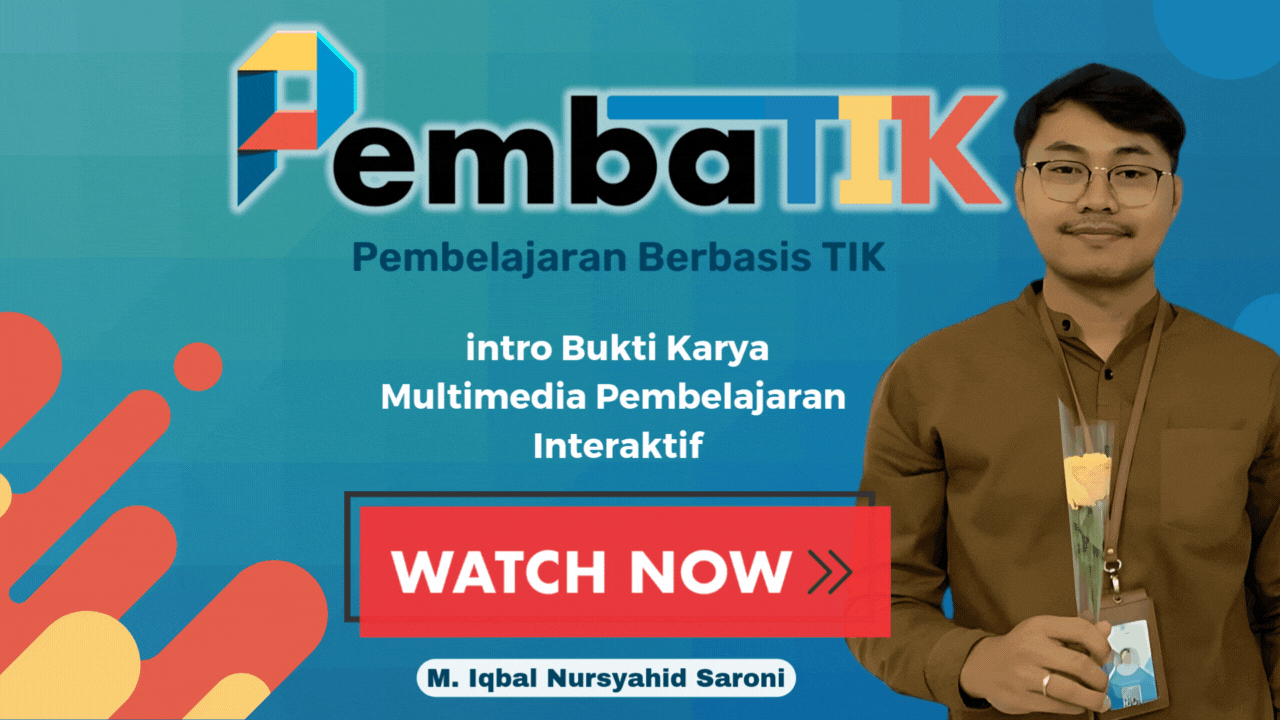 PembaTIK
Pembelajaran Berbasis TIK
intro Bukti Karya
Multimedia Pembelajaran
Interaktif
WATCH NOW
M. Iqbal Nursyahid Saroni